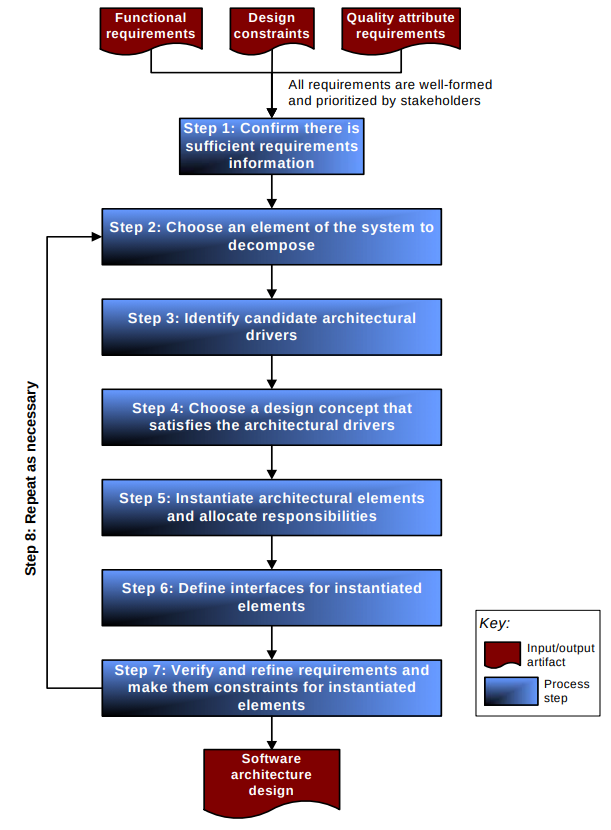 Functional
requirements
Design
constraints
Quality attribute
requirements
All requirements are well-formed
and prioritized by stakeholders
Step 1: Confirm there is
sufficient requirements
information
Step 2: Choose an element of the system to
decompose
Step 3: Identify candidate architectural
drivers
Step 4: Choose a design concept that
satisfies the architectural drivers
Step 5: Instantiate architectural elements
and allocate responsibilities
Step 6: Define interfaces for instantiated
elements
Step 7: Verify and refine requirements and
make them constraints for instantiated
elements
Step 8: Repeat as necessary
Software
architecture
design
Key:
Input/output
artifact
Process
step